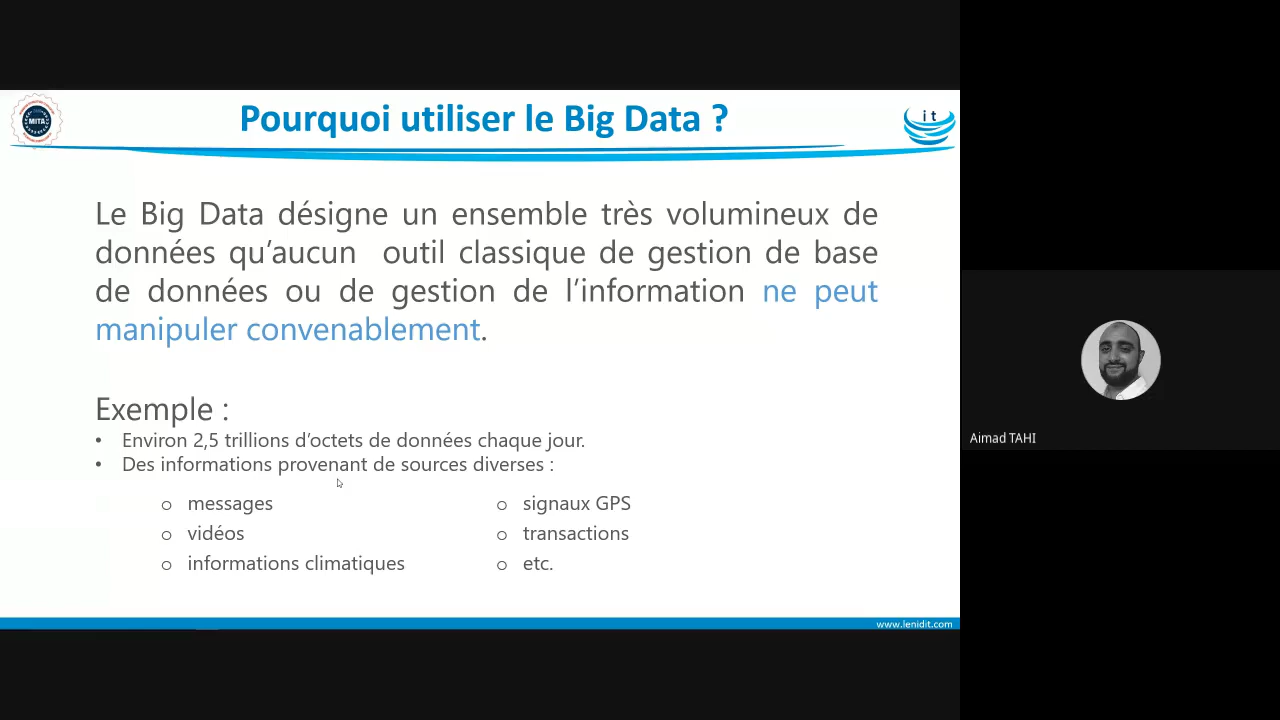 Pourquoi utiliser le Big Data ?
MITA
it
Le Big Data désigne un ensemble très volumineux de
données qu’aucun outil classique de gestion de base
de données ou de gestion de l’information ne peut
manipuler convenablement.
Exemple :
• Environ 2,5 trillions d’octets de données chaque jour.
• Des informations provenant de sources diverses :
o messages
o vidéos
o informations climatiques
o signaux GPS
o transactions
o etc.
www.lenidit.com
Aimad TAHI